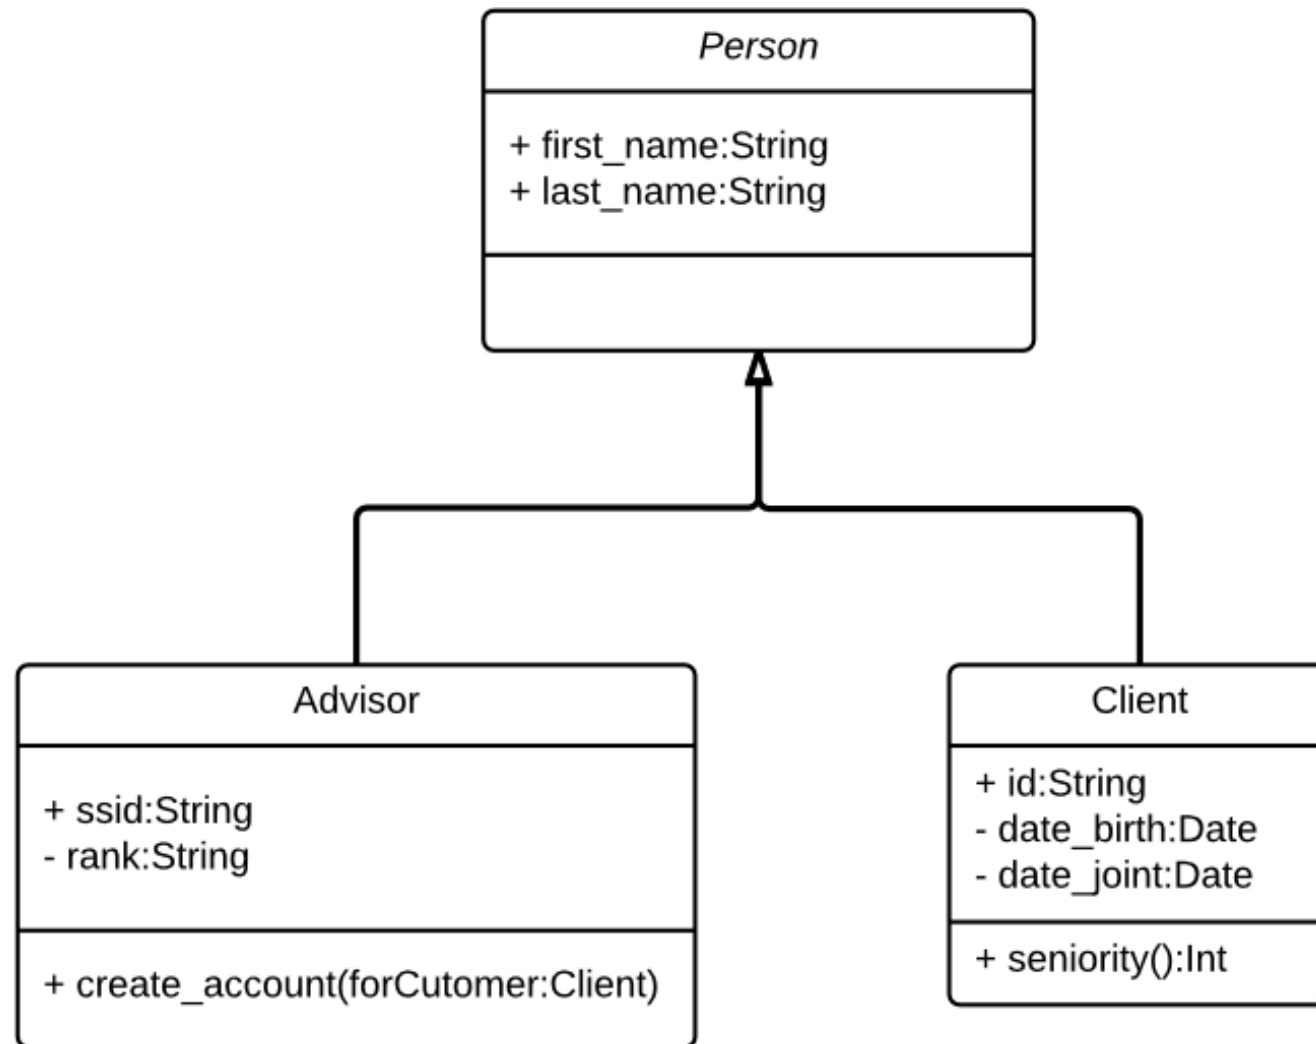 Person
+ first_name:String
+ last_name:String
Advisor
+ ssid:String
- rank:String
+ create_account(forCutomer:Client)
Client
+ id:String
- date_birth:Date
- date_joint:Date
+ seniority():Int